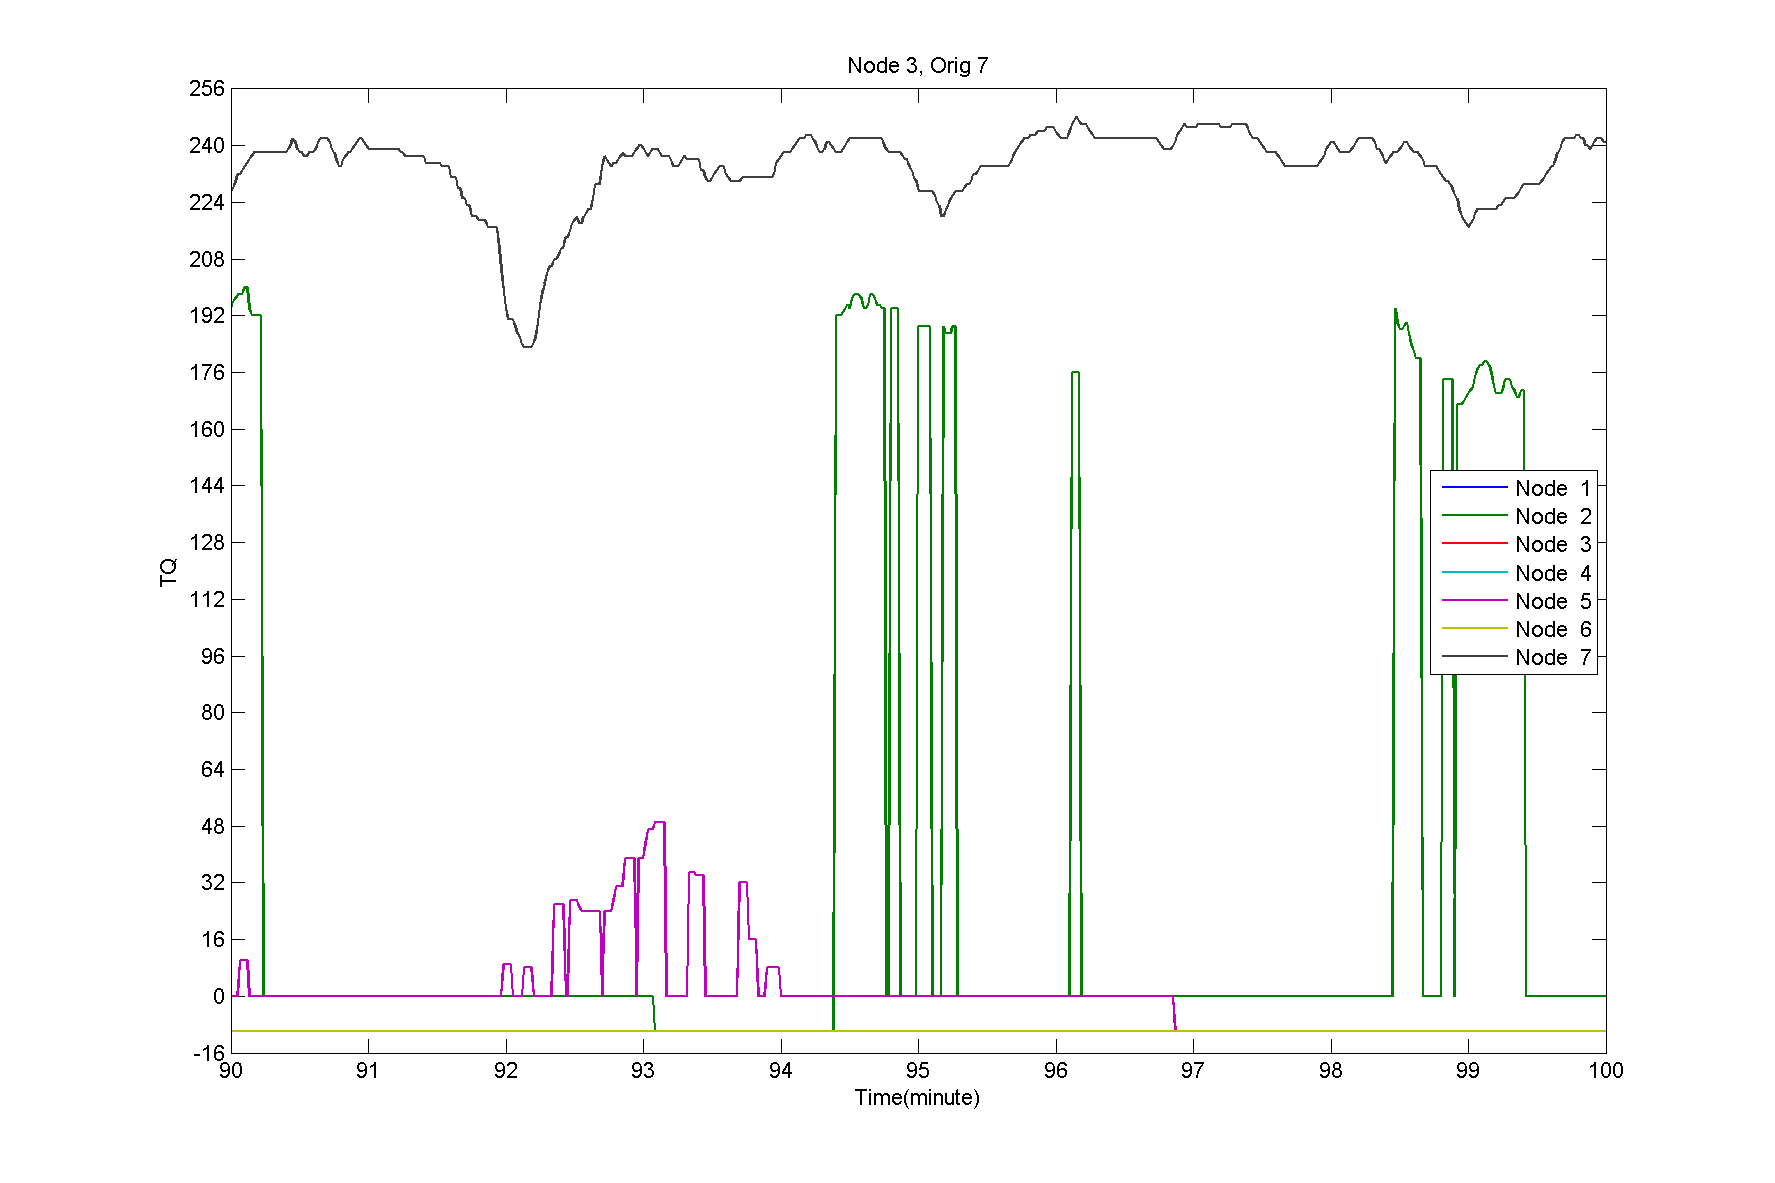 Node 3, Orig 7
256
240
224
208
192
176
160
144
128
112
96
80
64
48
32
16
0
-16
TQ
90 91 92 93 94 95 96 97 98 99 100
Time(minute)
Node 1
Node 2
Node 3
Node 4
Node 5
Node 6
Node 7